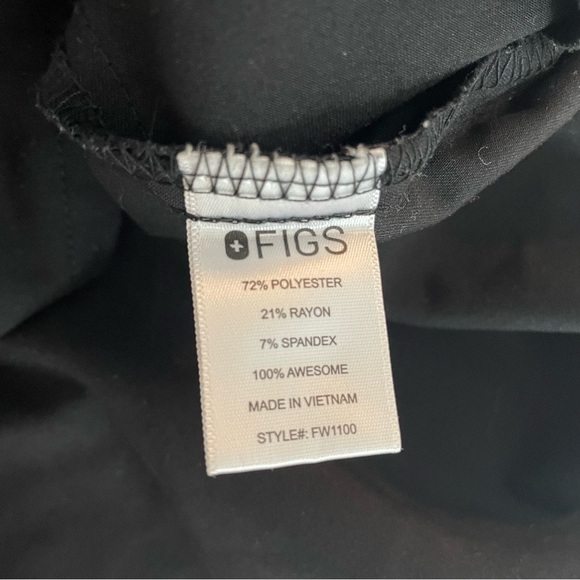 FIGS
72% POLYESTER
21% RAYON
7% SPANDEX
100% AWESOME
MADE IN VIETNAM
STYLE#: FW1100